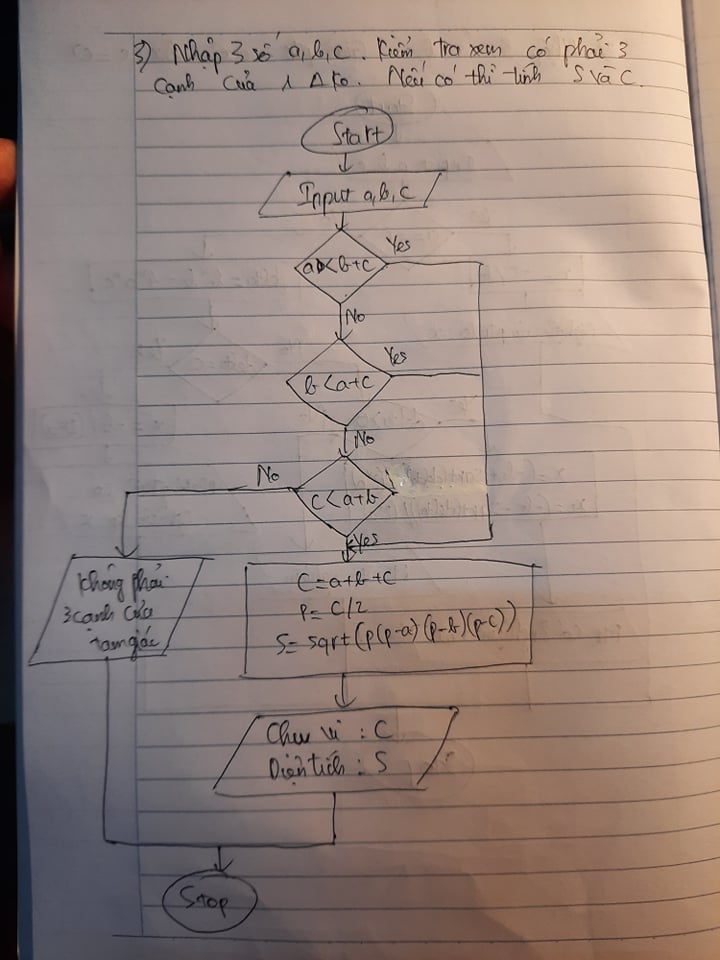 3) Nhập 3 số a, b, c. Kiểm tra xem có phải 3
cạnh của 1 Δ ko. Nếu có thì tính S và C.
Start
Input a, b, c
a < b + c
Yes
No
b < a + c
Yes
No
c < a + b
No
Yes
không phải
3 cạnh của
tam giác
C = a + b + c
P = C/2
S = sqrt(p(p-a)(p-b)(p-c))
Chu vi : C
Diện tích : S
Stop